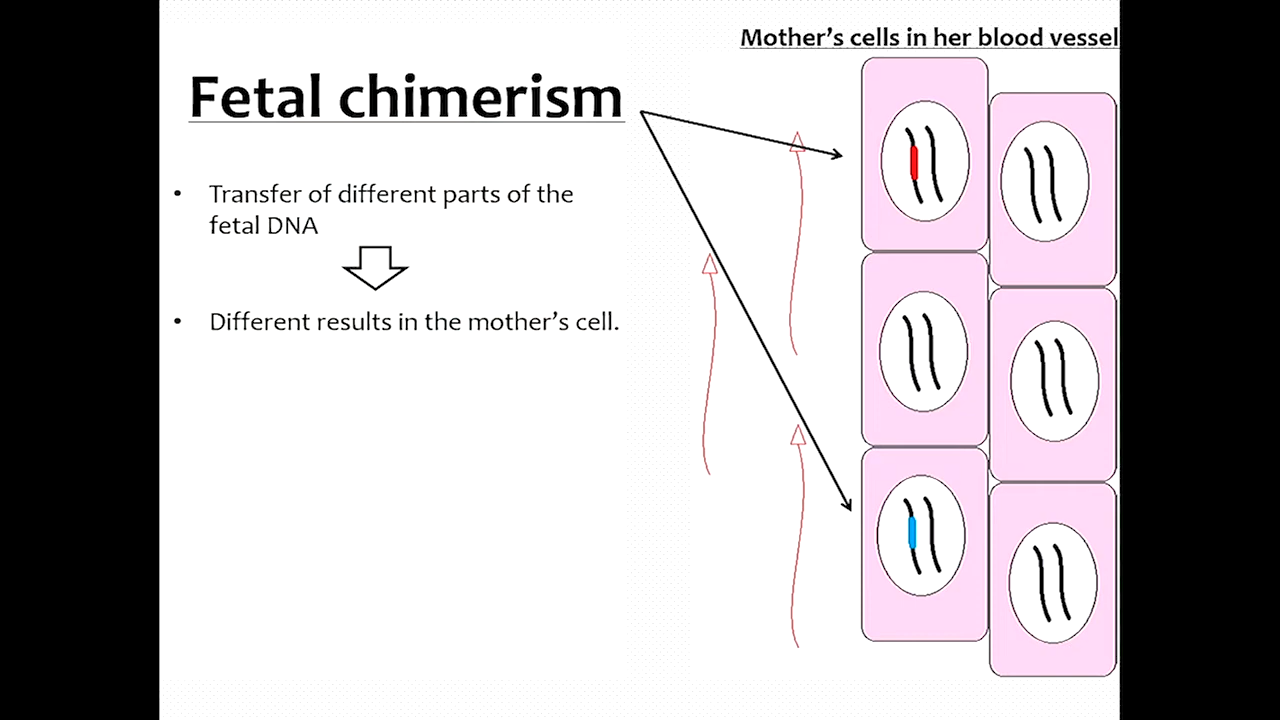 Mother’s cells in her blood vessel
Fetal chimerism
• Transfer of different parts of the
fetal DNA
• Different results in the mother’s cell.